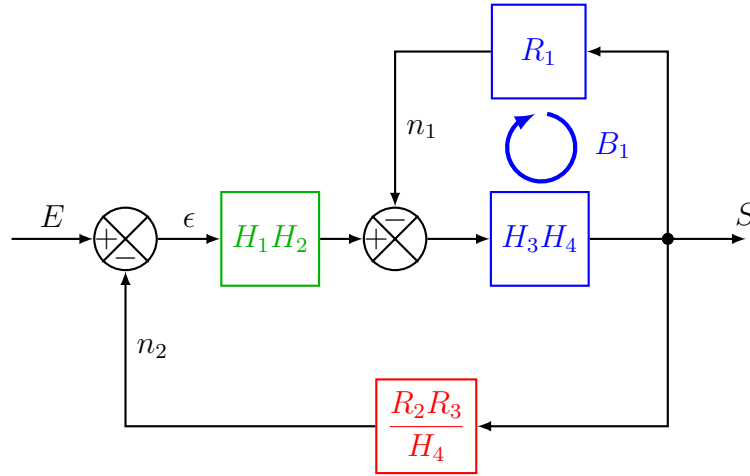 R₁
n₁
B₁
E
ϵ
H₁H₂
H₃H₄
S
+
−
+
−
n₂
R₂R₃
H₄